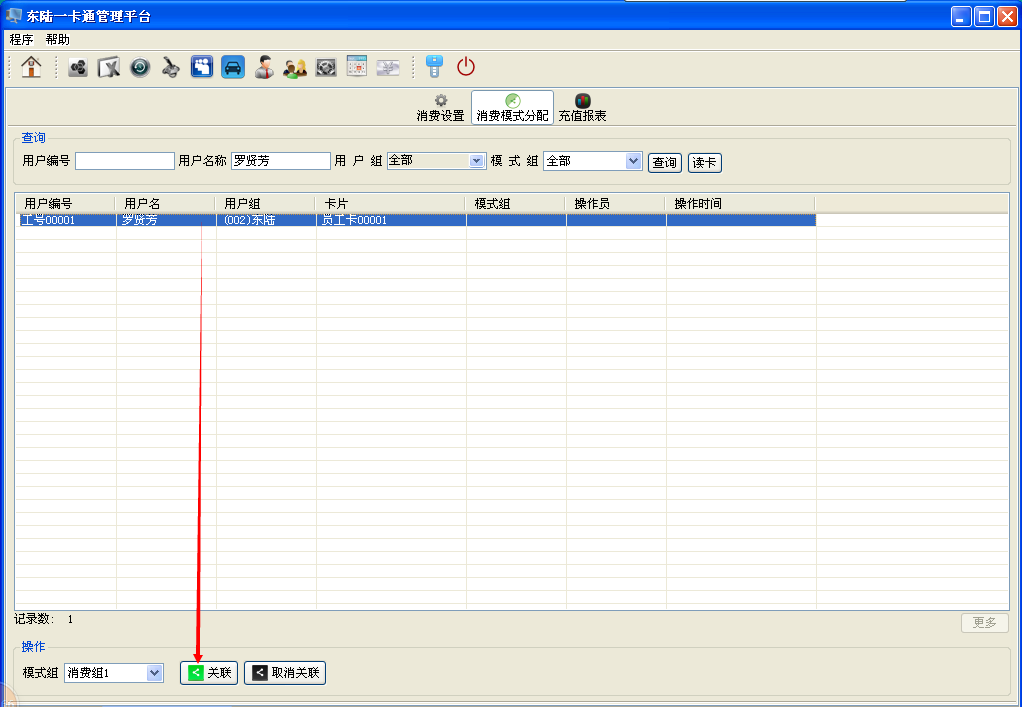 东陆一卡通管理平台
程序 帮助
消费设置 消费模式分配 充值报表
查询
用户编号 用户名称 罗贤芳 用 户 组 全部 模 式 组 全部 查询 读卡
用户编号 用户名 用户组 卡片 模式组 操作员 操作时间
工号00001 罗贤芳 (002)东陆 员工卡00001
记录数: 1 更多
操作
模式组 消费组1 关联 取消关联